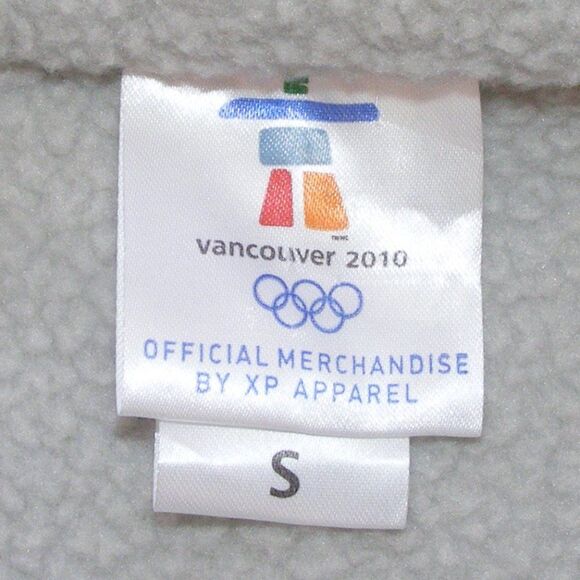 vancouver 2010
OFFICIAL MERCHANDISE
BY XP APPAREL
S